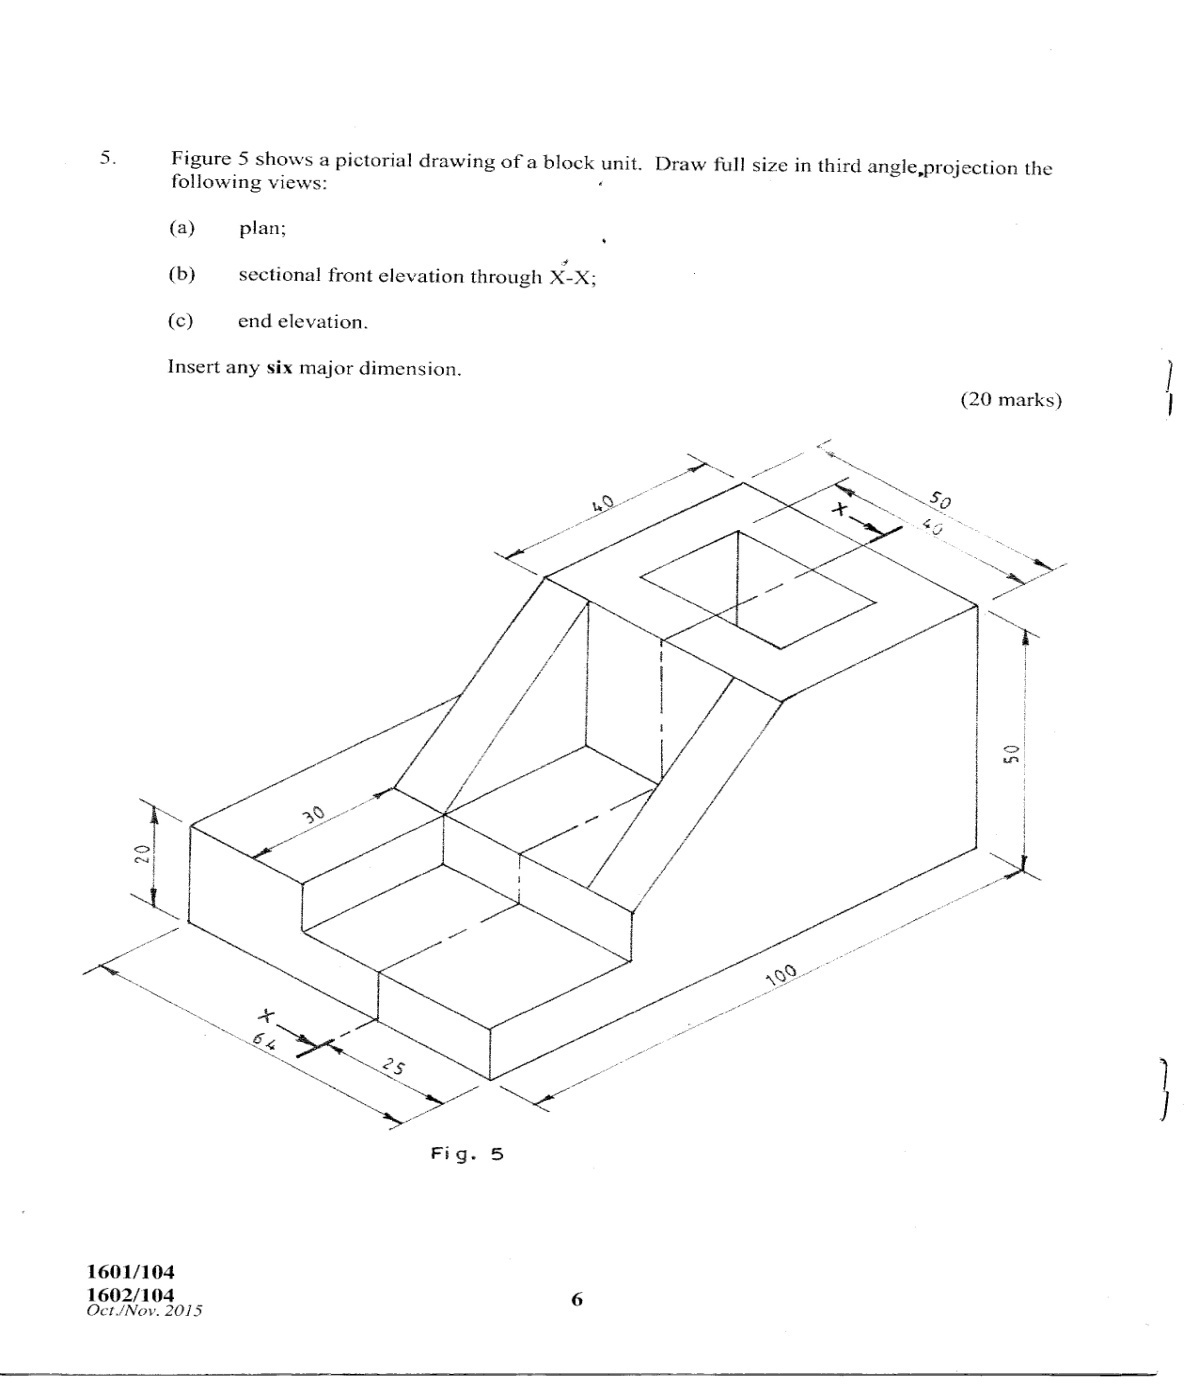 5. Figure 5 shows a pictorial drawing of a block unit. Draw full size in third angle projection the
following views:
(a) plan;
(b) sectional front elevation through X-X;
(c) end elevation.
Insert any six major dimension.
(20 marks)
40
50
X
40
30
50
20
100
X
64
25
Fig. 5
1601/104
1602/104
Oct./Nov. 2015
6